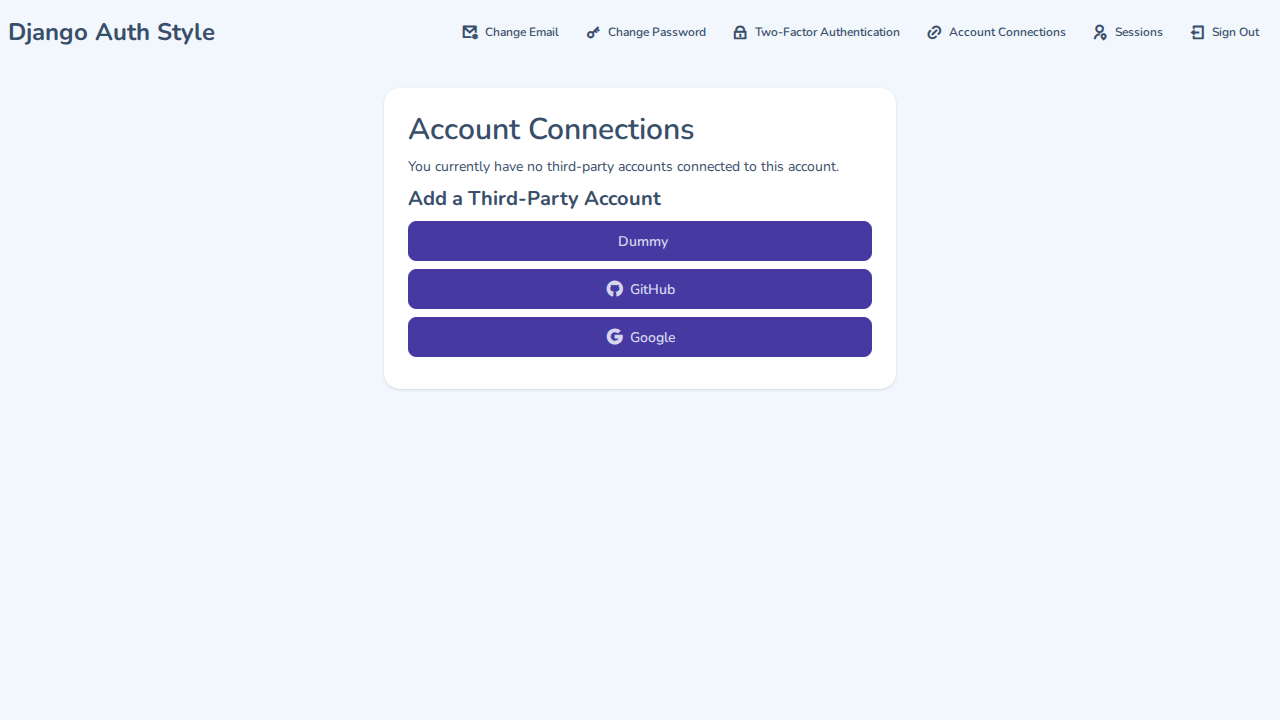 Django Auth Style
Change Email
Change Password
Two-Factor Authentication
Account Connections
Sessions
Sign Out
Account Connections
You currently have no third-party accounts connected to this account.
Add a Third-Party Account
Dummy
GitHub
Google